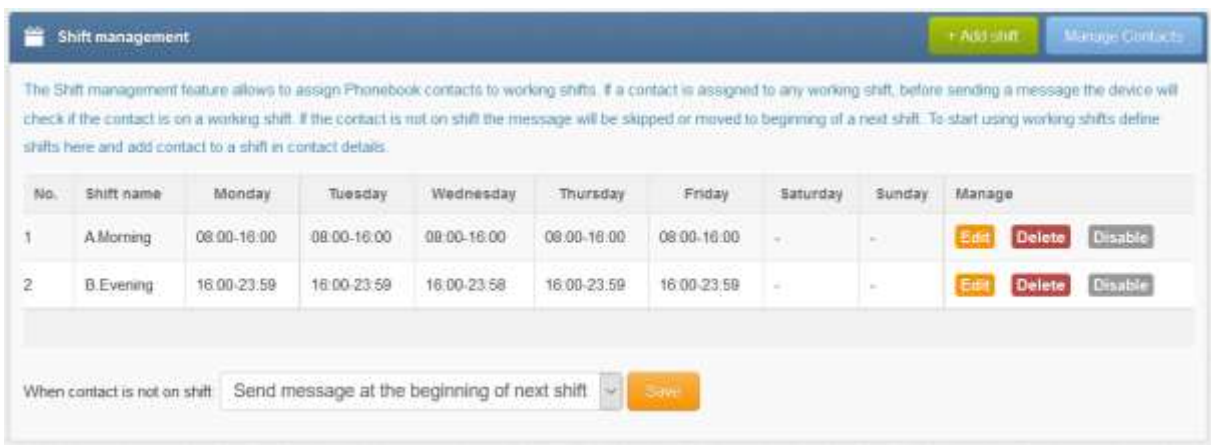 Shift management + Add shift Manage Contacts
The Shift management feature allows to assign Phonebook contacts to working shifts. If a contact is assigned to any working shift, before sending a message the device will
check if the contact is on a working shift. If the contact is not on shift the message will be skipped or moved to beginning of a next shift. To start using working shifts define
shifts here and add contact to a shift in contact details.
No. Shift name Monday Tuesday Wednesday Thursday Friday Saturday Sunday Manage
1 A.Morning 08:00-16:00 08:00-16:00 08:00-16:00 08:00-16:00 08:00-16:00 - - Edit Delete Disable
2 B.Evening 16:00-23:59 16:00-23:59 16:00-23:58 16:00-23:59 16:00-23:59 - - Edit Delete Disable
When contact is not on shift: Send message at the beginning of next shift Save